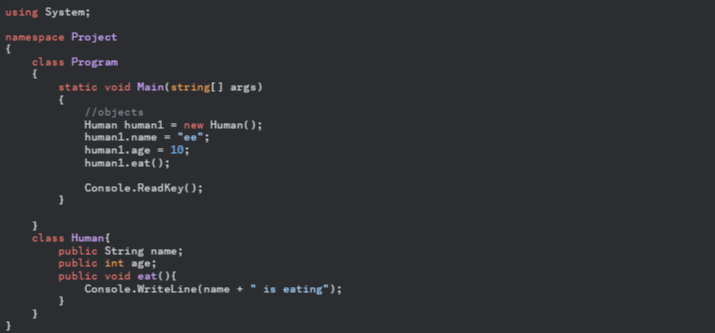 using System;
namespace Project
{
    class Program
    {
        static void Main(string[] args)
        {
            //objects
            Human human1 = new Human();
            human1.name = "ee";
            human1.age = 10;
            human1.eat();
            Console.ReadKey();
        }
    }
    class Human{
        public String name;
        public int age;
        public void eat(){
            Console.WriteLine(name + " is eating");
        }
    }
}